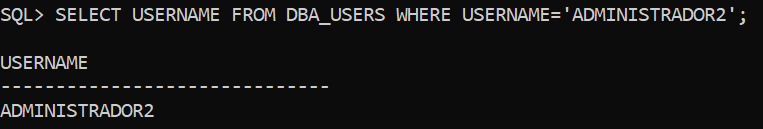 SQL> SELECT USERNAME FROM DBA_USERS WHERE USERNAME='ADMINISTRADOR2';
USERNAME
------------------------------
ADMINISTRADOR2